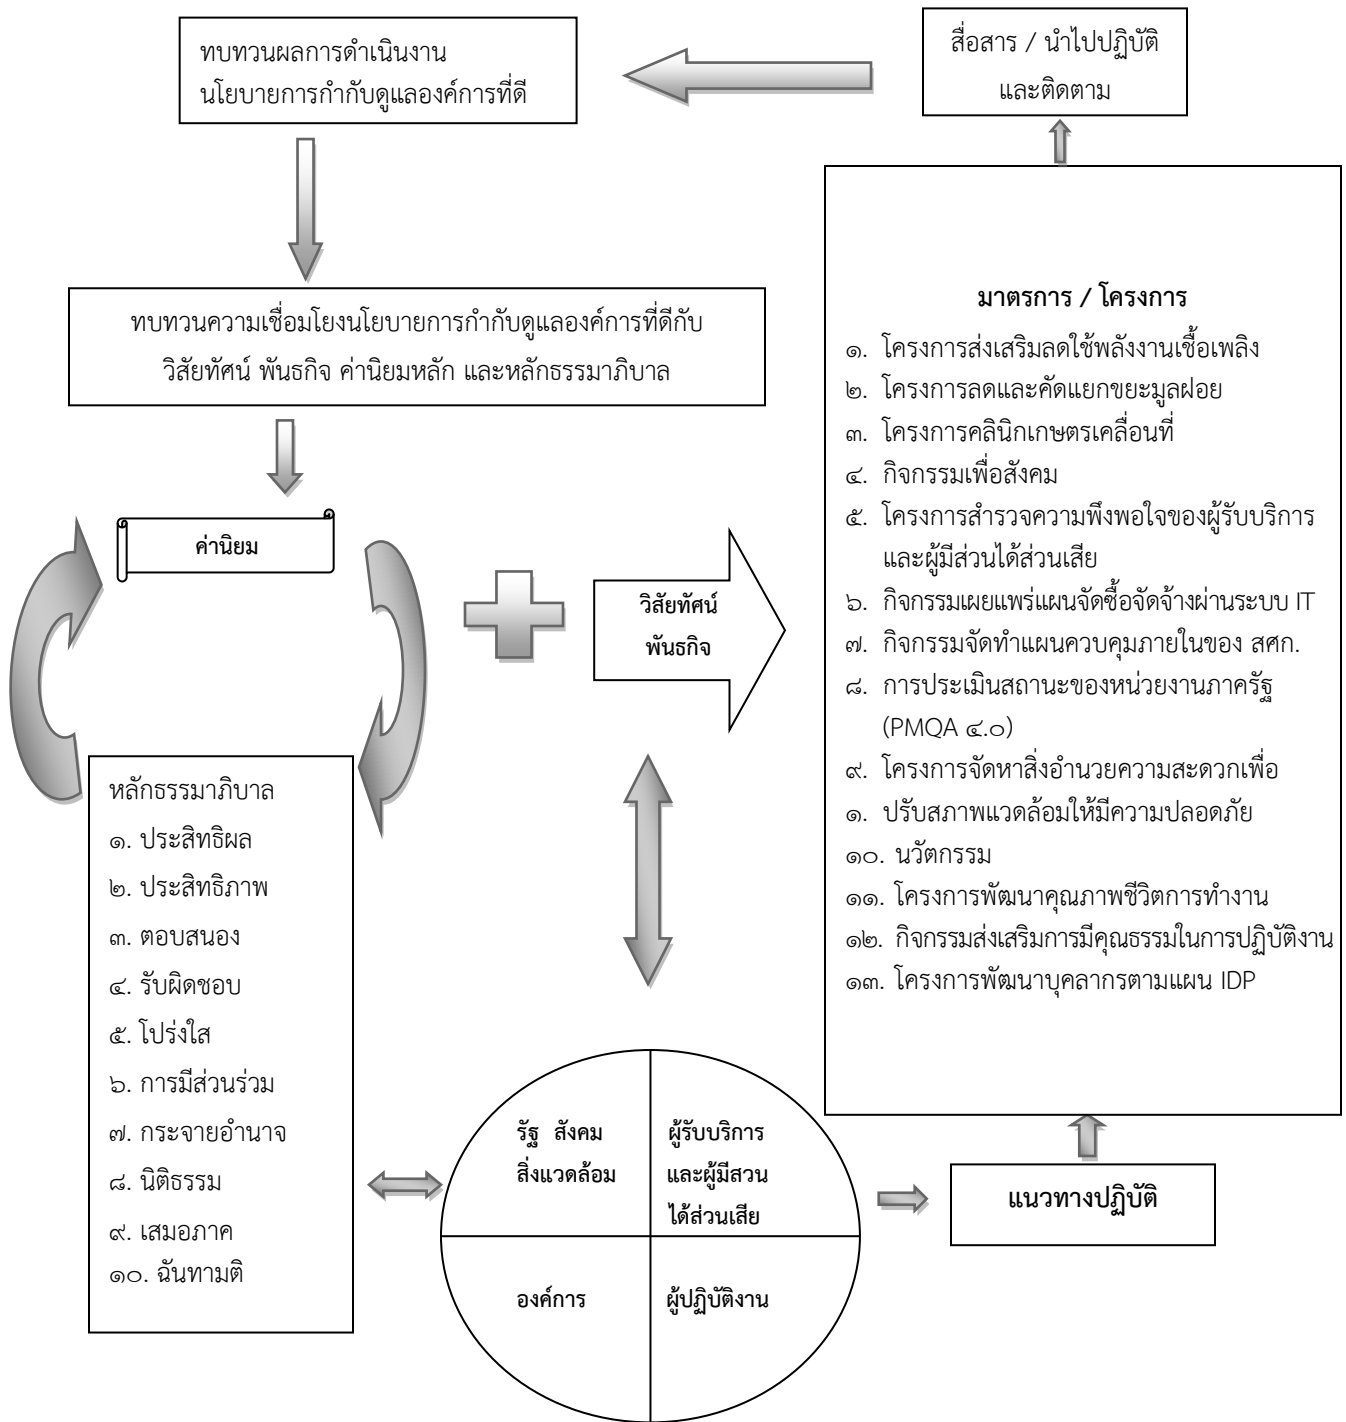 ทบทวนผลการดำเนินงาน
นโยบายการกำกับดูแลองค์การที่ดี
สื่อสาร / นำไปปฏิบัติ
และติดตาม
ทบทวนความเชื่อมโยงนโยบายการกำกับดูแลองค์การที่ดีกับ
วิสัยทัศน์ พันธกิจ ค่านิยมหลัก และหลักธรรมาภิบาล
ค่านิยม
วิสัยทัศน์
พันธกิจ
มาตรการ / โครงการ
๑. โครงการส่งเสริมลดใช้พลังงานเชื้อเพลิง
๒. โครงการลดและคัดแยกขยะมูลฝอย
๓. โครงการคลินิกเกษตรเคลื่อนที่
๔. กิจกรรมเพื่อสังคม
๕. โครงการสำรวจความพึงพอใจของผู้รับบริการ
และผู้มีส่วนได้ส่วนเสีย
๖. กิจกรรมเผยแพร่แผนจัดซื้อจัดจ้างผ่านระบบ IT
๗. กิจกรรมจัดทำแผนควบคุมภายในของ สศก.
๘. การประเมินสถานะของหน่วยงานภาครัฐ
(PMQA ๔.๐)
๙. โครงการจัดหาสิ่งอำนวยความสะดวกเพื่อ
๑. ปรับสภาพแวดล้อมให้มีความปลอดภัย
๑๐. นวัตกรรม
๑๑. โครงการพัฒนาคุณภาพชีวิตการทำงาน
๑๒. กิจกรรมส่งเสริมการมีคุณธรรมในการปฏิบัติงาน
๑๓. โครงการพัฒนาบุคลากรตามแผน IDP
หลักธรรมาภิบาล
๑. ประสิทธิผล
๒. ประสิทธิภาพ
๓. ตอบสนอง
๔. รับผิดชอบ
๕. โปร่งใส
๖. การมีส่วนร่วม
๗. กระจายอำนาจ
๘. นิติธรรม
๙. เสมอภาค
๑๐. ฉันทามติ
รัฐ สังคม
สิ่งแวดล้อม
ผู้รับบริการ
และผู้มีสวน
ได้ส่วนเสีย
องค์การ
ผู้ปฏิบัติงาน
แนวทางปฏิบัติ